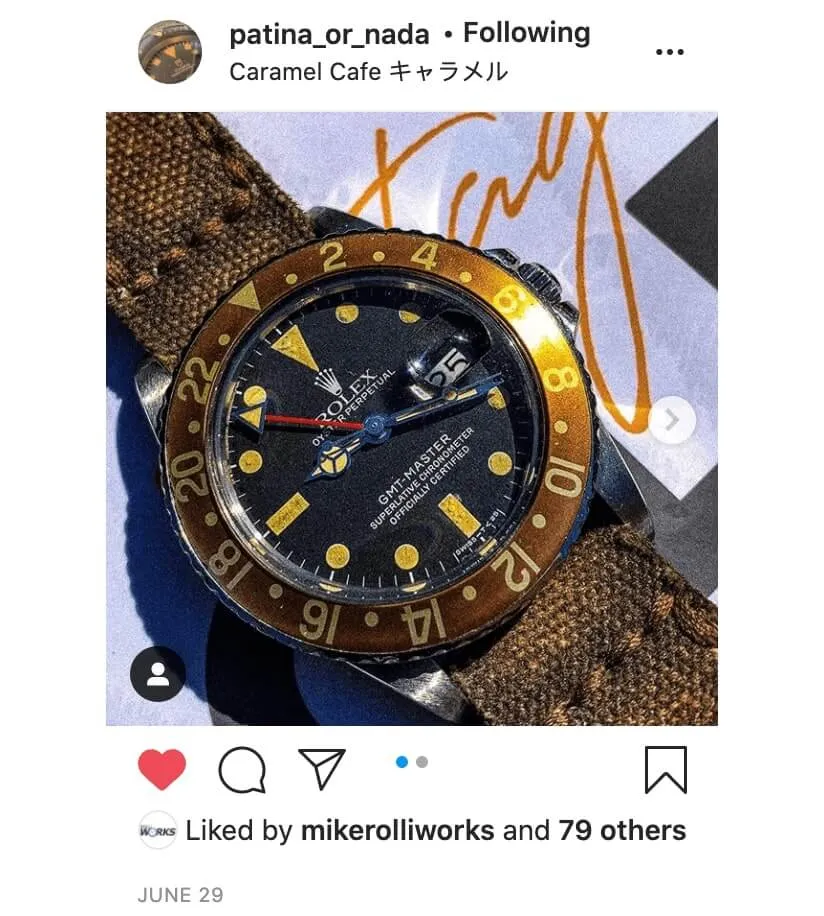 patina_or_nada • Following
Caramel Cafe キャラメル
2 4 6 8 10 12 14 16 18 20 22
25
ROLEX
OYSTER PERPETUAL
GMT-MASTER
SUPERLATIVE CHRONOMETER
OFFICIALLY CERTIFIED
WORKS
Liked by mikerolliworks and 79 others
JUNE 29